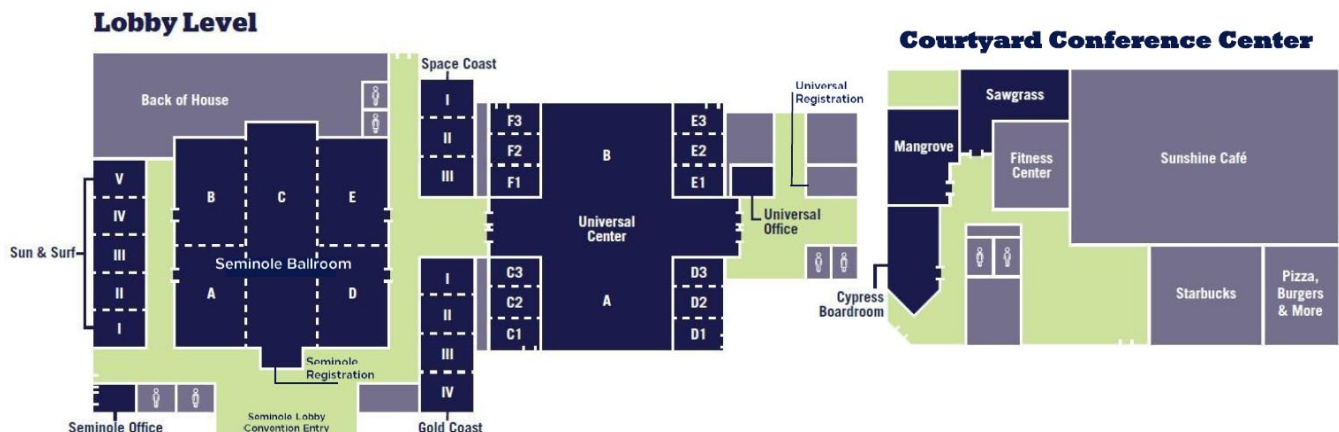 Lobby Level
Courtyard Conference Center
Back of House
Space Coast
I
II
III
Universal
Registration
F3
F2
F1
B
E3
E2
E1
Universal
Office
Universal
Center
C3
C2
C1
A
D3
D2
D1
Sun & Surf
V
IV
III
II
I
B
C
E
Seminole Ballroom
A
D
Seminole
Registration
I
II
III
IV
Gold Coast
Seminole Office
Seminole Lobby
Convention Entry
Sawgrass
Mangrove
Fitness
Center
Sunshine Café
Cypress
Boardroom
Starbucks
Pizza,
Burgers
& More